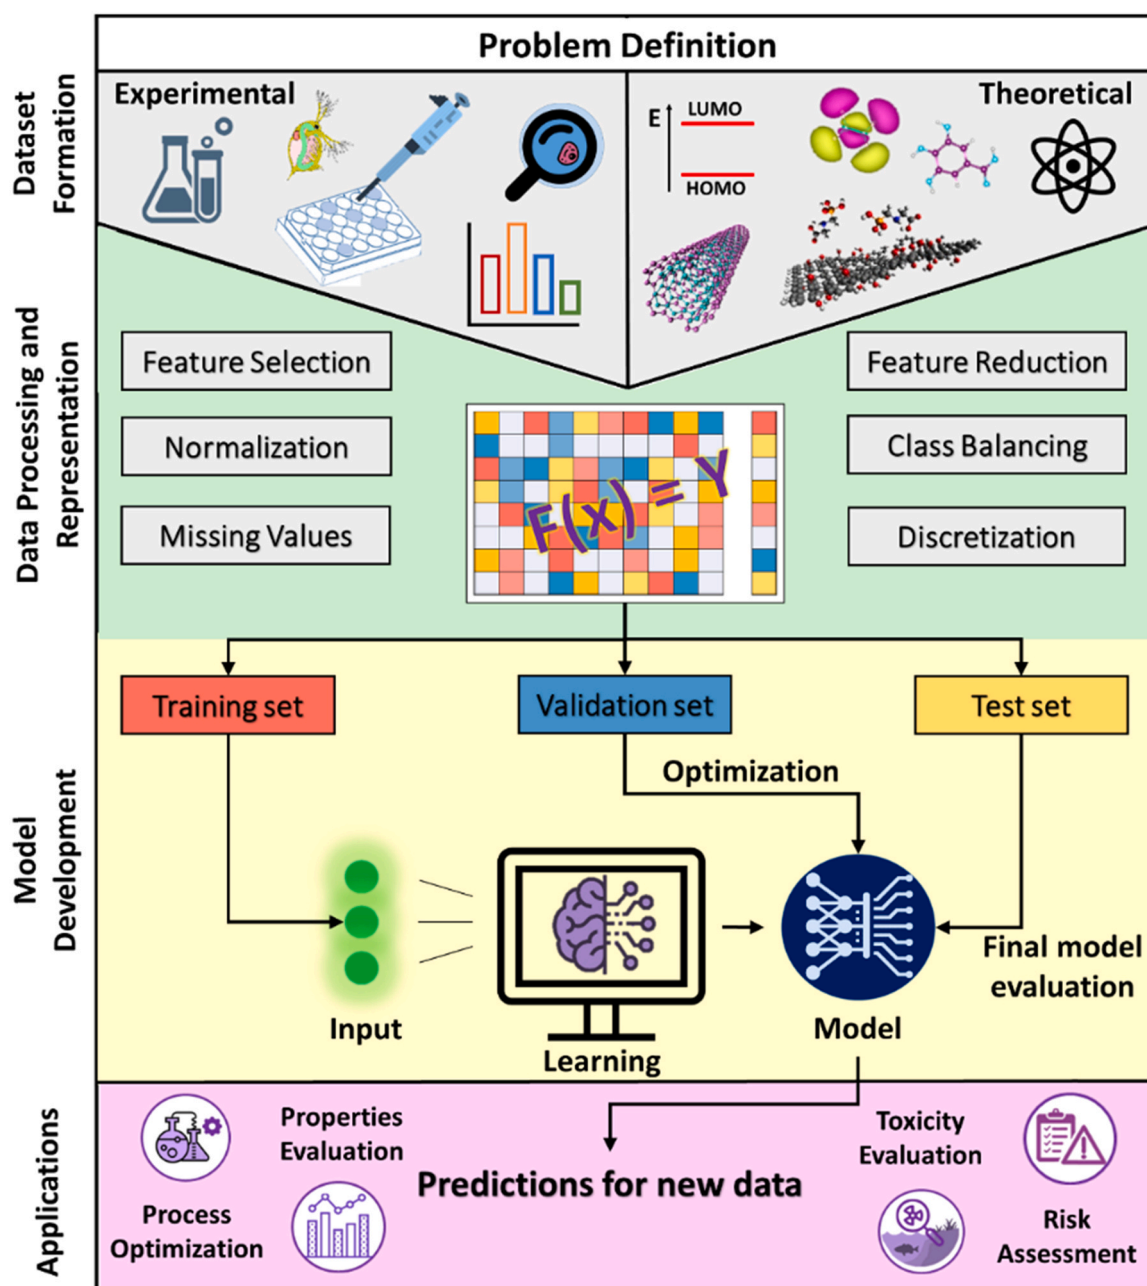 Problem Definition
Dataset
Formation
Experimental
Theoretical
E
LUMO
HOMO
Data Processing and
Representation
Feature Selection
Normalization
Missing Values
F(x) = Y
Feature Reduction
Class Balancing
Discretization
Model
Development
Training set
Validation set
Test set
Optimization
Input
Learning
Model
Final model
evaluation
Applications
Process
Optimization
Properties
Evaluation
Predictions for new data
Toxicity
Evaluation
Risk
Assessment